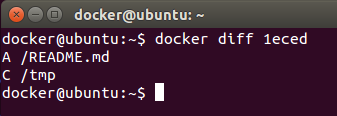 docker@ubuntu: ~
docker@ubuntu:~$ docker diff 1eced
A /README.md
C /tmp
docker@ubuntu:~$